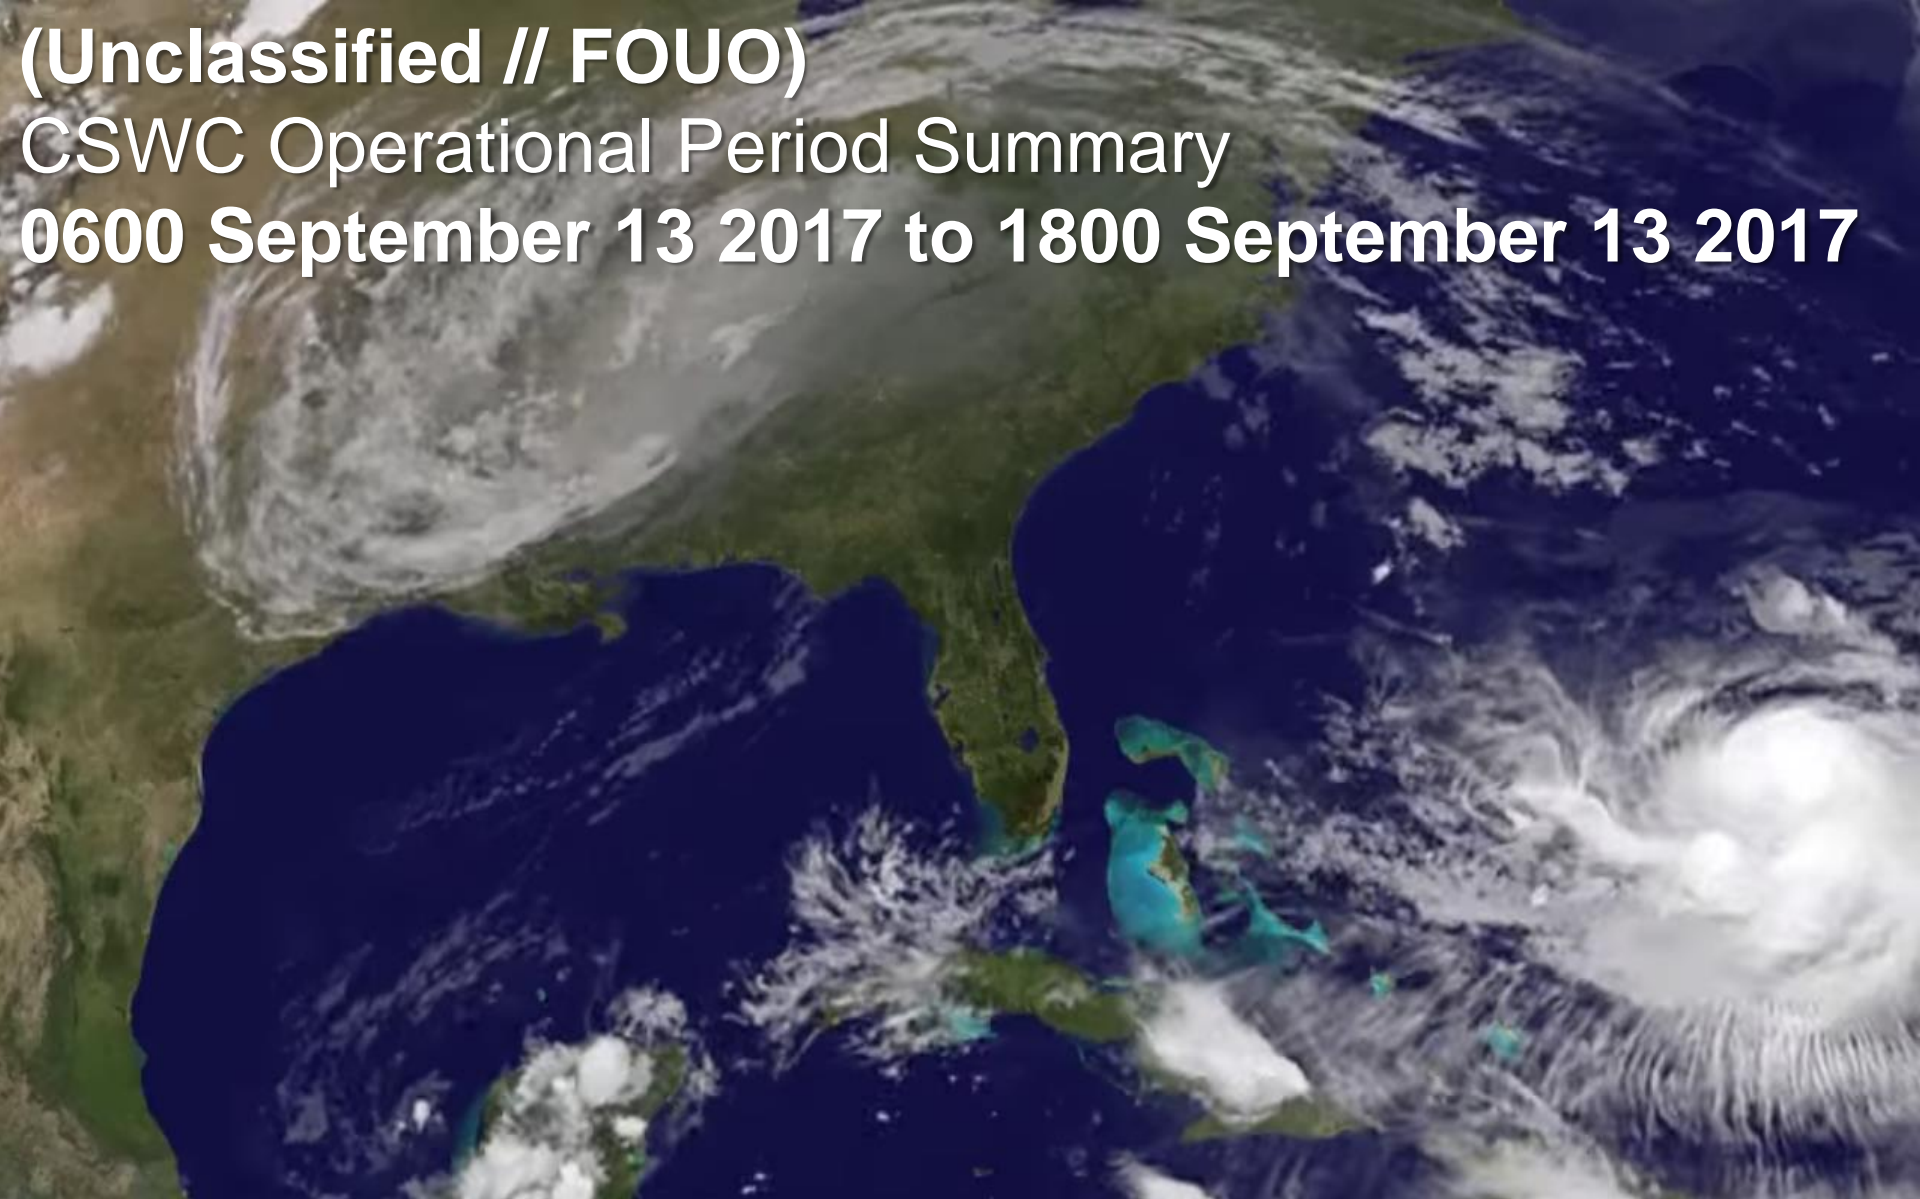 (Unclassified // FOUO)
CSWC Operational Period Summary
0600 September 13 2017 to 1800 September 13 2017